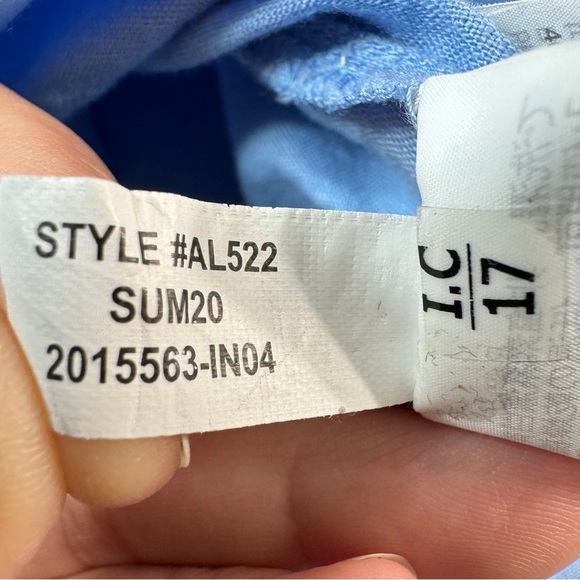 STYLE #AL522
SUM20
2015563-IN04
I.C
17